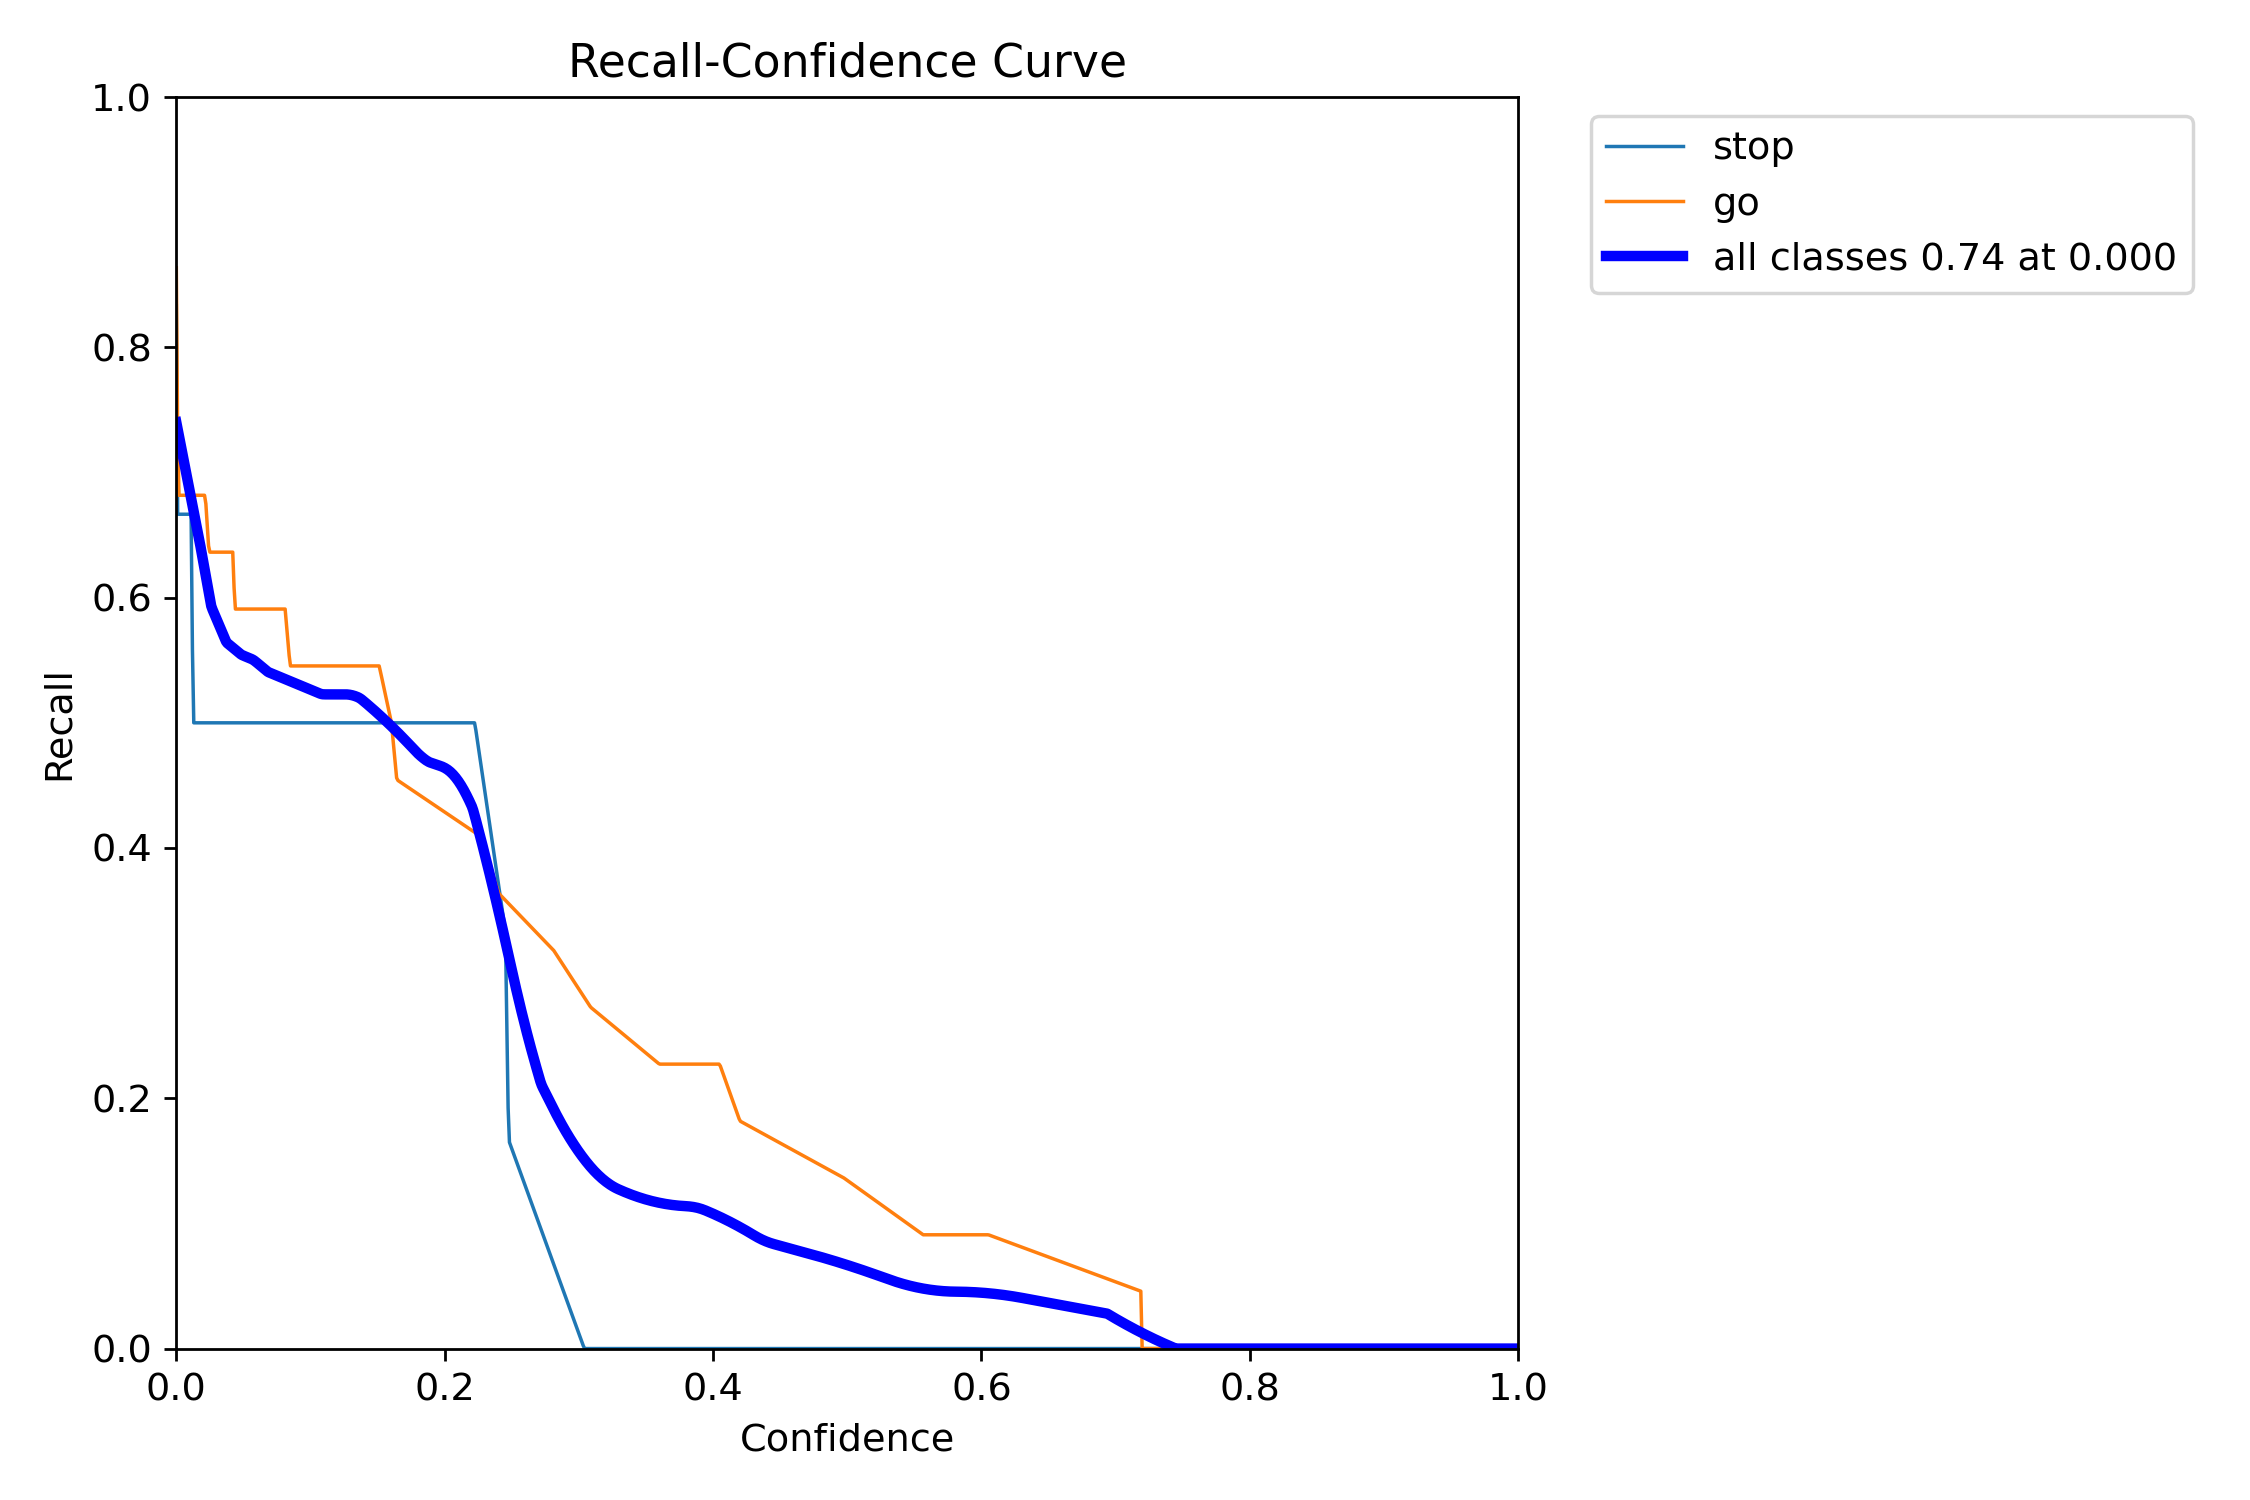 Recall-Confidence Curve
1.0
0.8
0.6
0.4
0.2
0.0
Recall
0.0 0.2 0.4 0.6 0.8 1.0
Confidence
stop
go
all classes 0.74 at 0.000